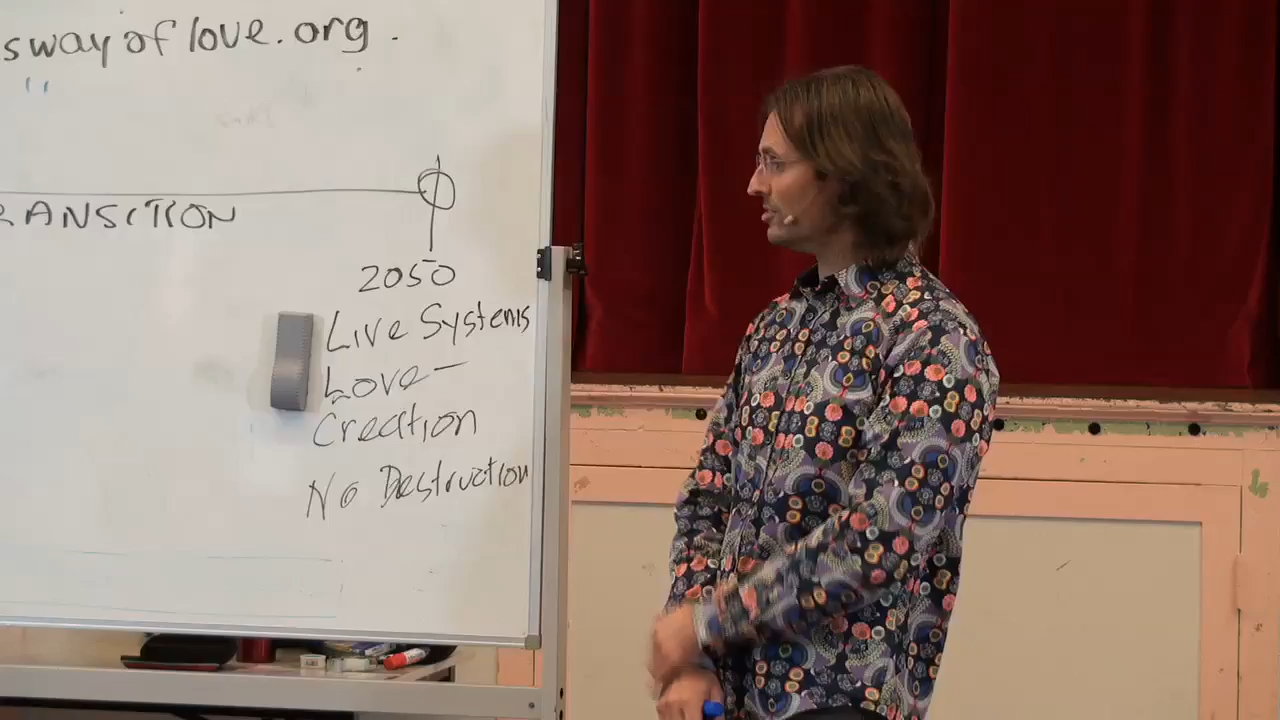 sway of love.org.
RANSITION
2050
Live Systems
Love-
Creation
No Destruction